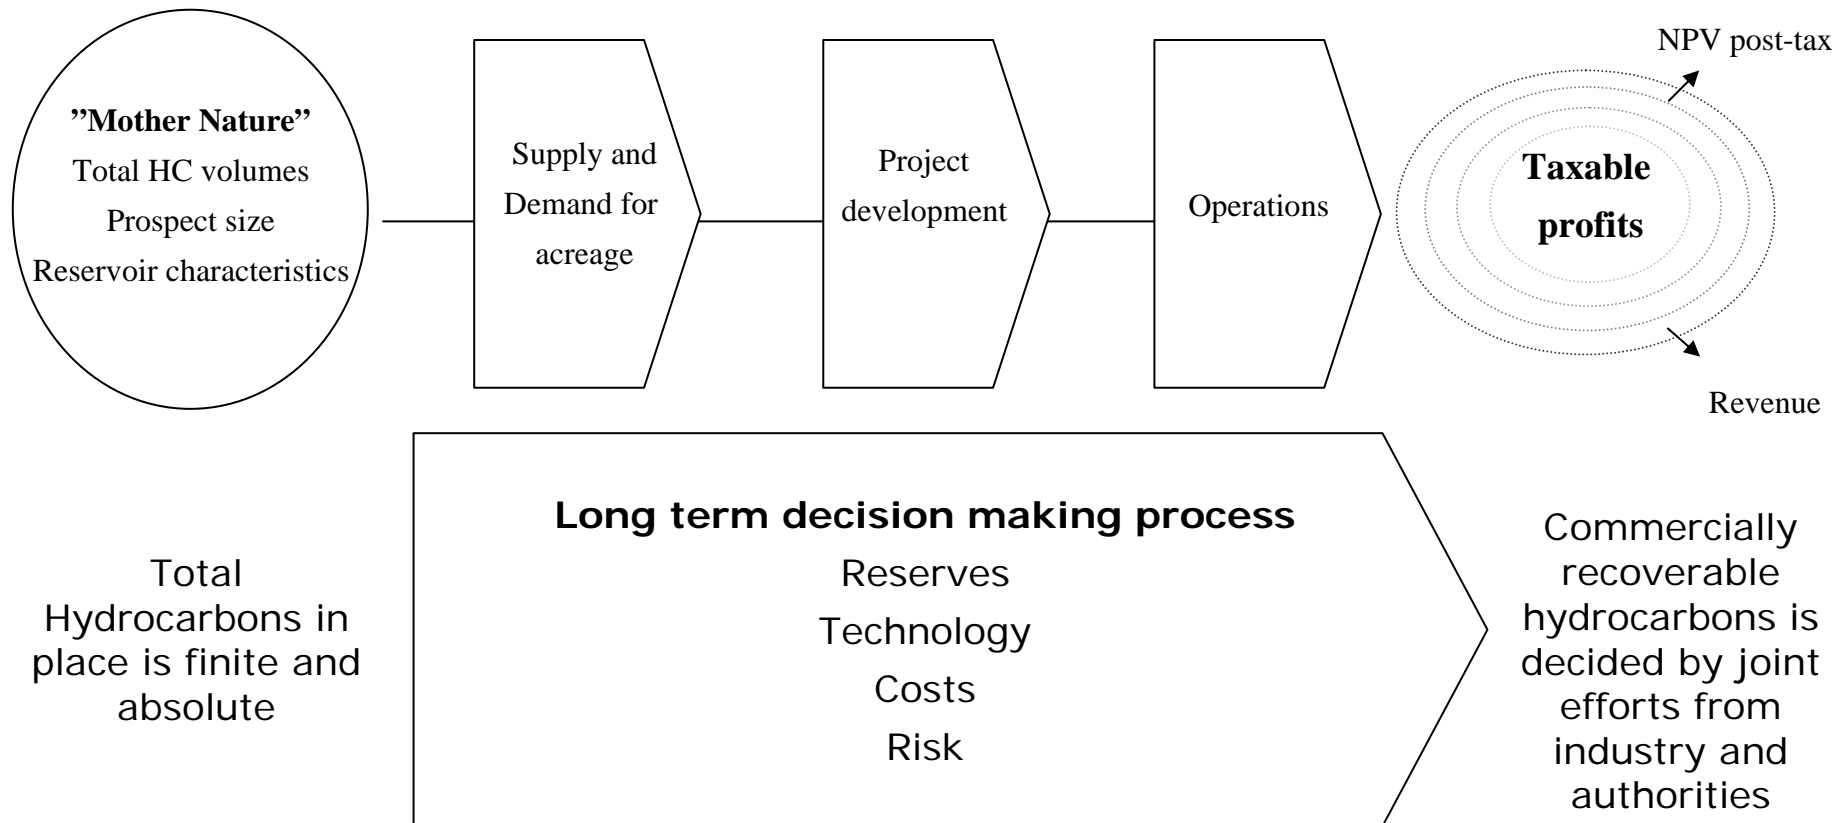 ”Mother Nature”
Total HC volumes
Prospect size
Reservoir characteristics
Supply and
Demand for
acreage
Project
development
Operations
NPV post-tax
Taxable
profits
Revenue
Total
Hydrocarbons in
place is finite and
absolute
Long term decision making process
Reserves
Technology
Costs
Risk
Commercially
recoverable
hydrocarbons is
decided by joint
efforts from
industry and
authorities